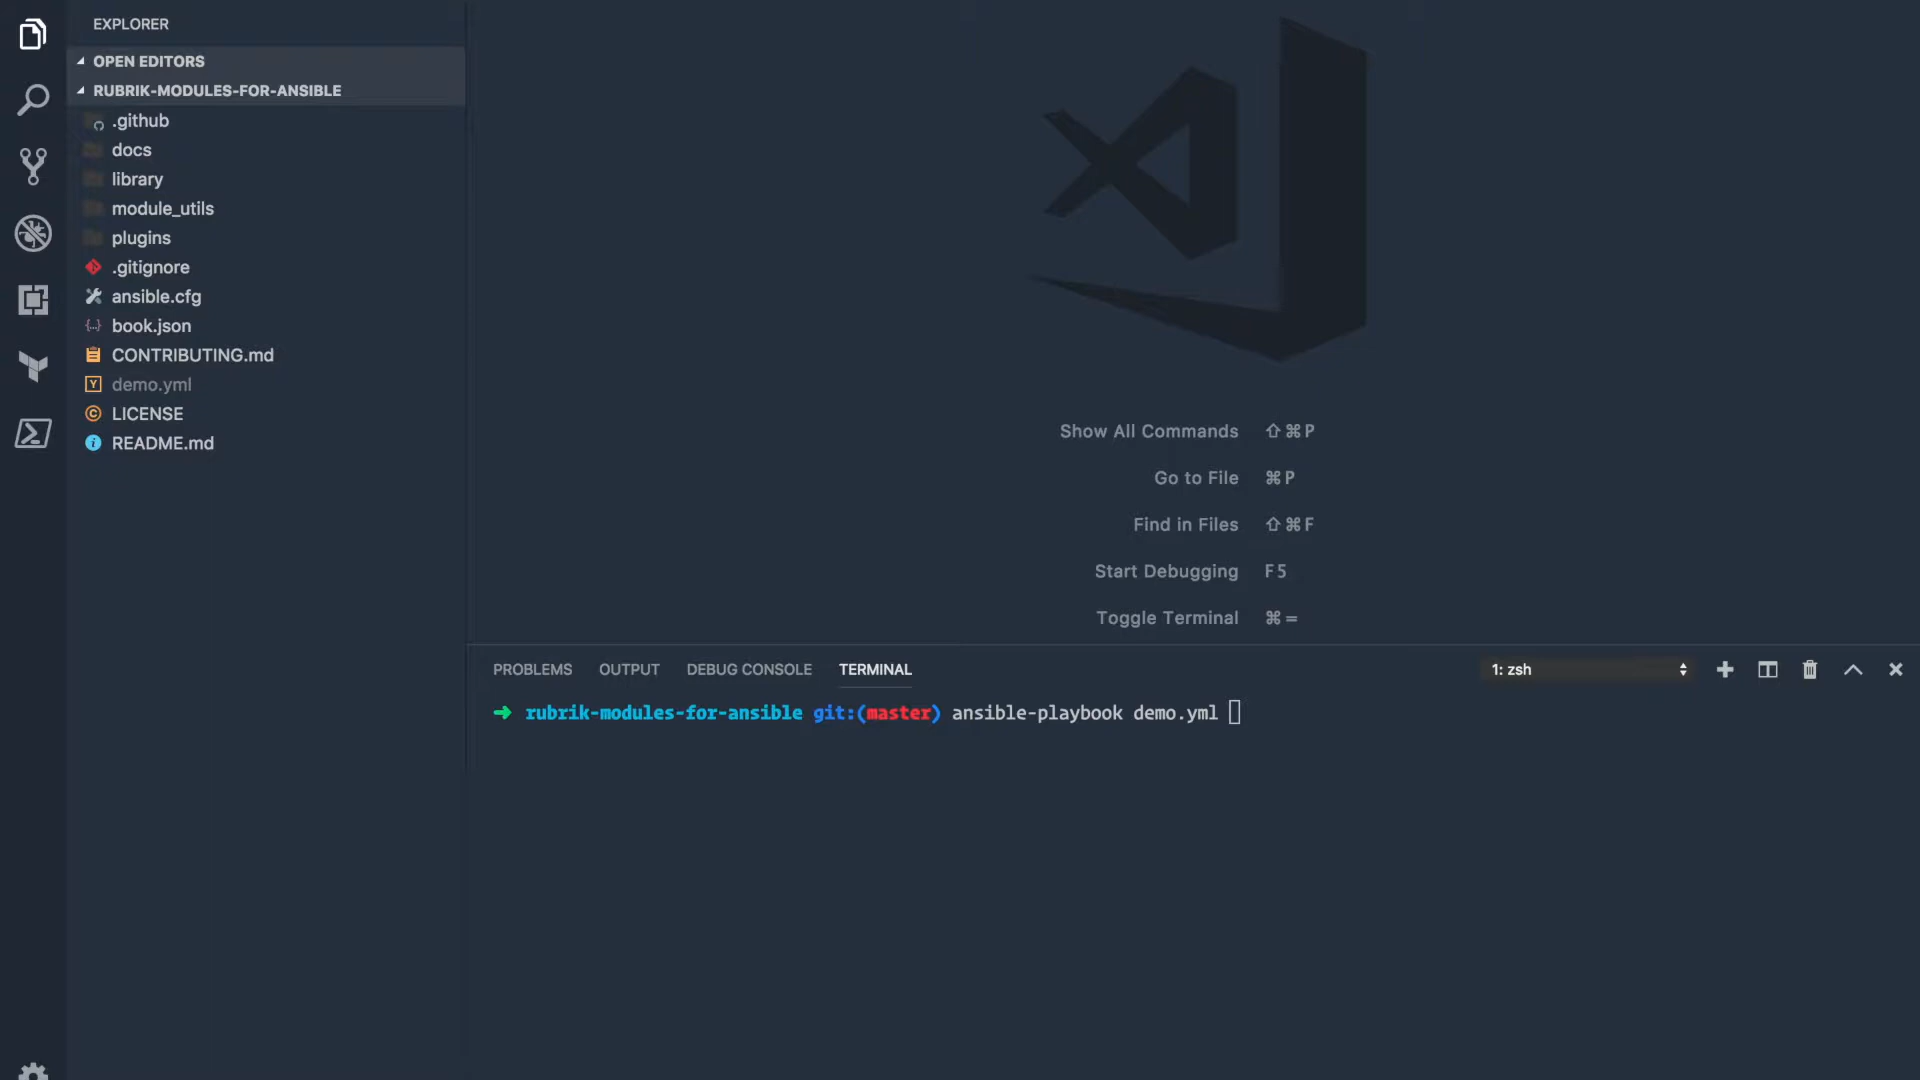 EXPLORER
OPEN EDITORS
RUBRIK-MODULES-FOR-ANSIBLE
.github
docs
library
module_utils
plugins
.gitignore
ansible.cfg
{...} book.json
CONTRIBUTING.md
Y demo.yml
LICENSE
README.md
Show All Commands ⇧⌘P
Go to File ⌘P
Find in Files ⇧⌘F
Start Debugging F5
Toggle Terminal ⌘=
PROBLEMS OUTPUT DEBUG CONSOLE TERMINAL 1: zsh
➜ rubrik-modules-for-ansible git:(master) ansible-playbook demo.yml